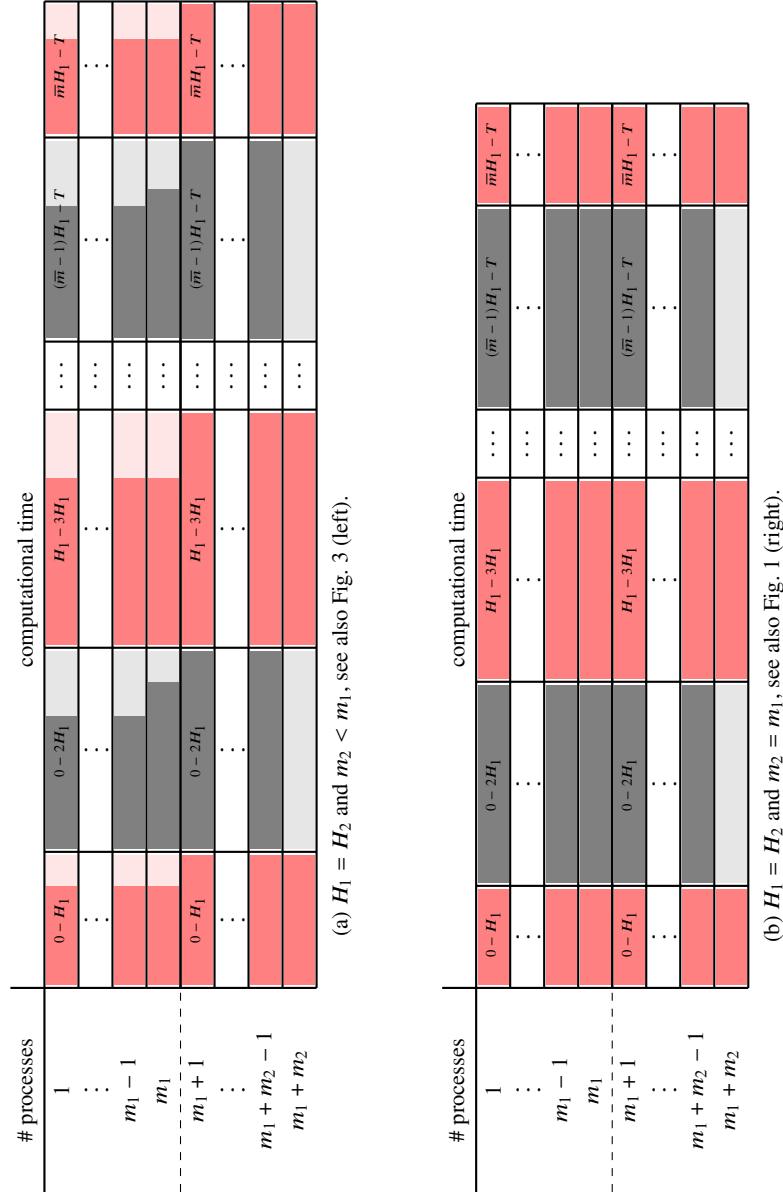 # processes computational time
1 0 − H₁ 0 − 2H₁ H₁ − 3H₁ ⋯ (m̅ − 1)H₁ − T m̅H₁ − T
⋯ ⋯ ⋯ ⋯ ⋯ ⋯ ⋯
m₁ − 1 ⋯
m₁ ⋯
m₁ + 1 0 − H₁ 0 − 2H₁ H₁ − 3H₁ ⋯ (m̅ − 1)H₁ − T m̅H₁ − T
⋯ ⋯ ⋯ ⋯ ⋯ ⋯ ⋯
m₁ + m₂ − 1 ⋯
m₁ + m₂ ⋯
(a) H₁ = H₂ and m₂ < m₁, see also Fig. 3 (left).
# processes computational time
1 0 − H₁ 0 − 2H₁ H₁ − 3H₁ ⋯ (m̅ − 1)H₁ − T m̅H₁ − T
⋯ ⋯ ⋯ ⋯ ⋯ ⋯ ⋯
m₁ − 1 ⋯
m₁ ⋯
m₁ + 1 0 − H₁ 0 − 2H₁ H₁ − 3H₁ ⋯ (m̅ − 1)H₁ − T m̅H₁ − T
⋯ ⋯ ⋯ ⋯ ⋯ ⋯ ⋯
m₁ + m₂ − 1 ⋯
m₁ + m₂ ⋯
(b) H₁ = H₂ and m₂ = m₁, see also Fig. 1 (right).